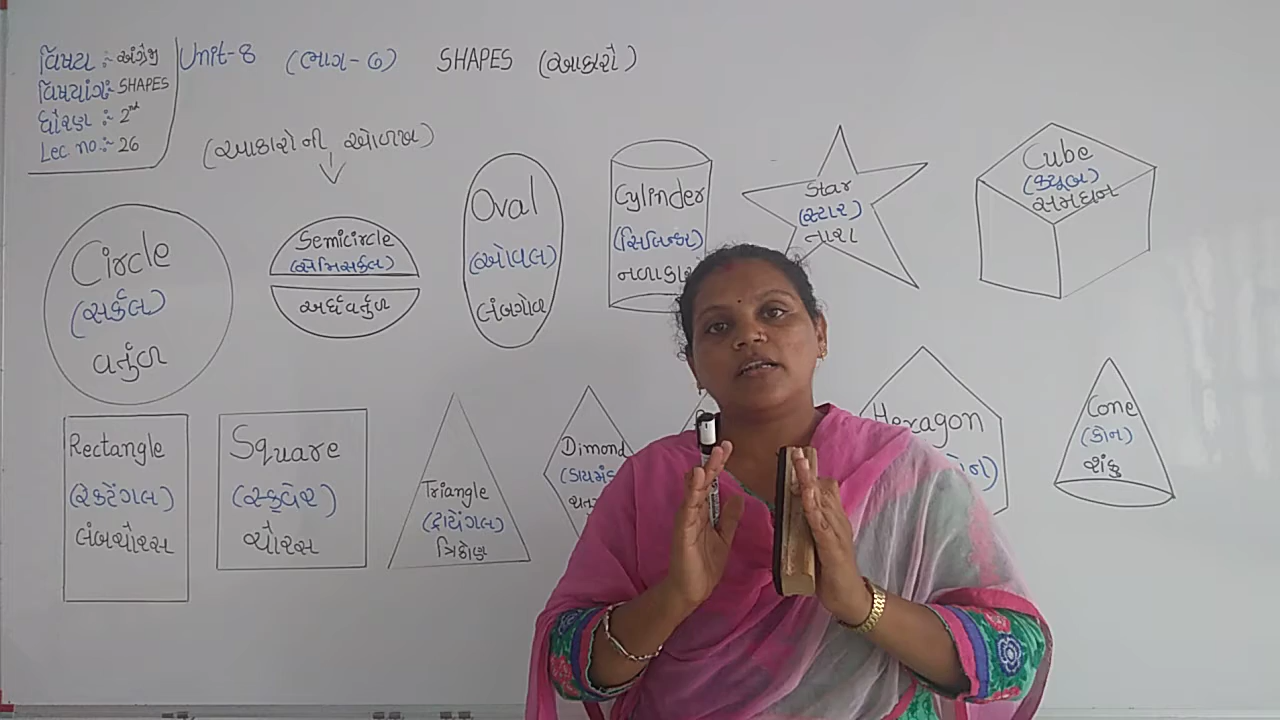 વિષય :- અંગ્રેજી
વિષયાંગ:- SHAPES
ધોરણ :- 2nd
Lec. no.:- 26
Unit-8 (ભાગ-૭) SHAPES (આકારો)
(આકારોની ઓળખ)
Circle
(સર્કલ)
વર્તુળ
Semicircle
(સેમિસર્કલ)
અર્ધવર્તુળ
Oval
(ઓવલ)
લંબગોળ
Cylinder
(સિલિન્ડર)
Star
(સ્ટાર)
તારા
Cube
(ક્યૂબ)
સમઘન
Rectangle
(રેક્ટેંગલ)
લંબચોરસ
Square
(સ્ક્વેર)
ચોરસ
Triangle
(ટ્રાયેંગલ)
ત્રિકોણ
Dimond
Hexagon
Cone
(કોન)
શંકુ